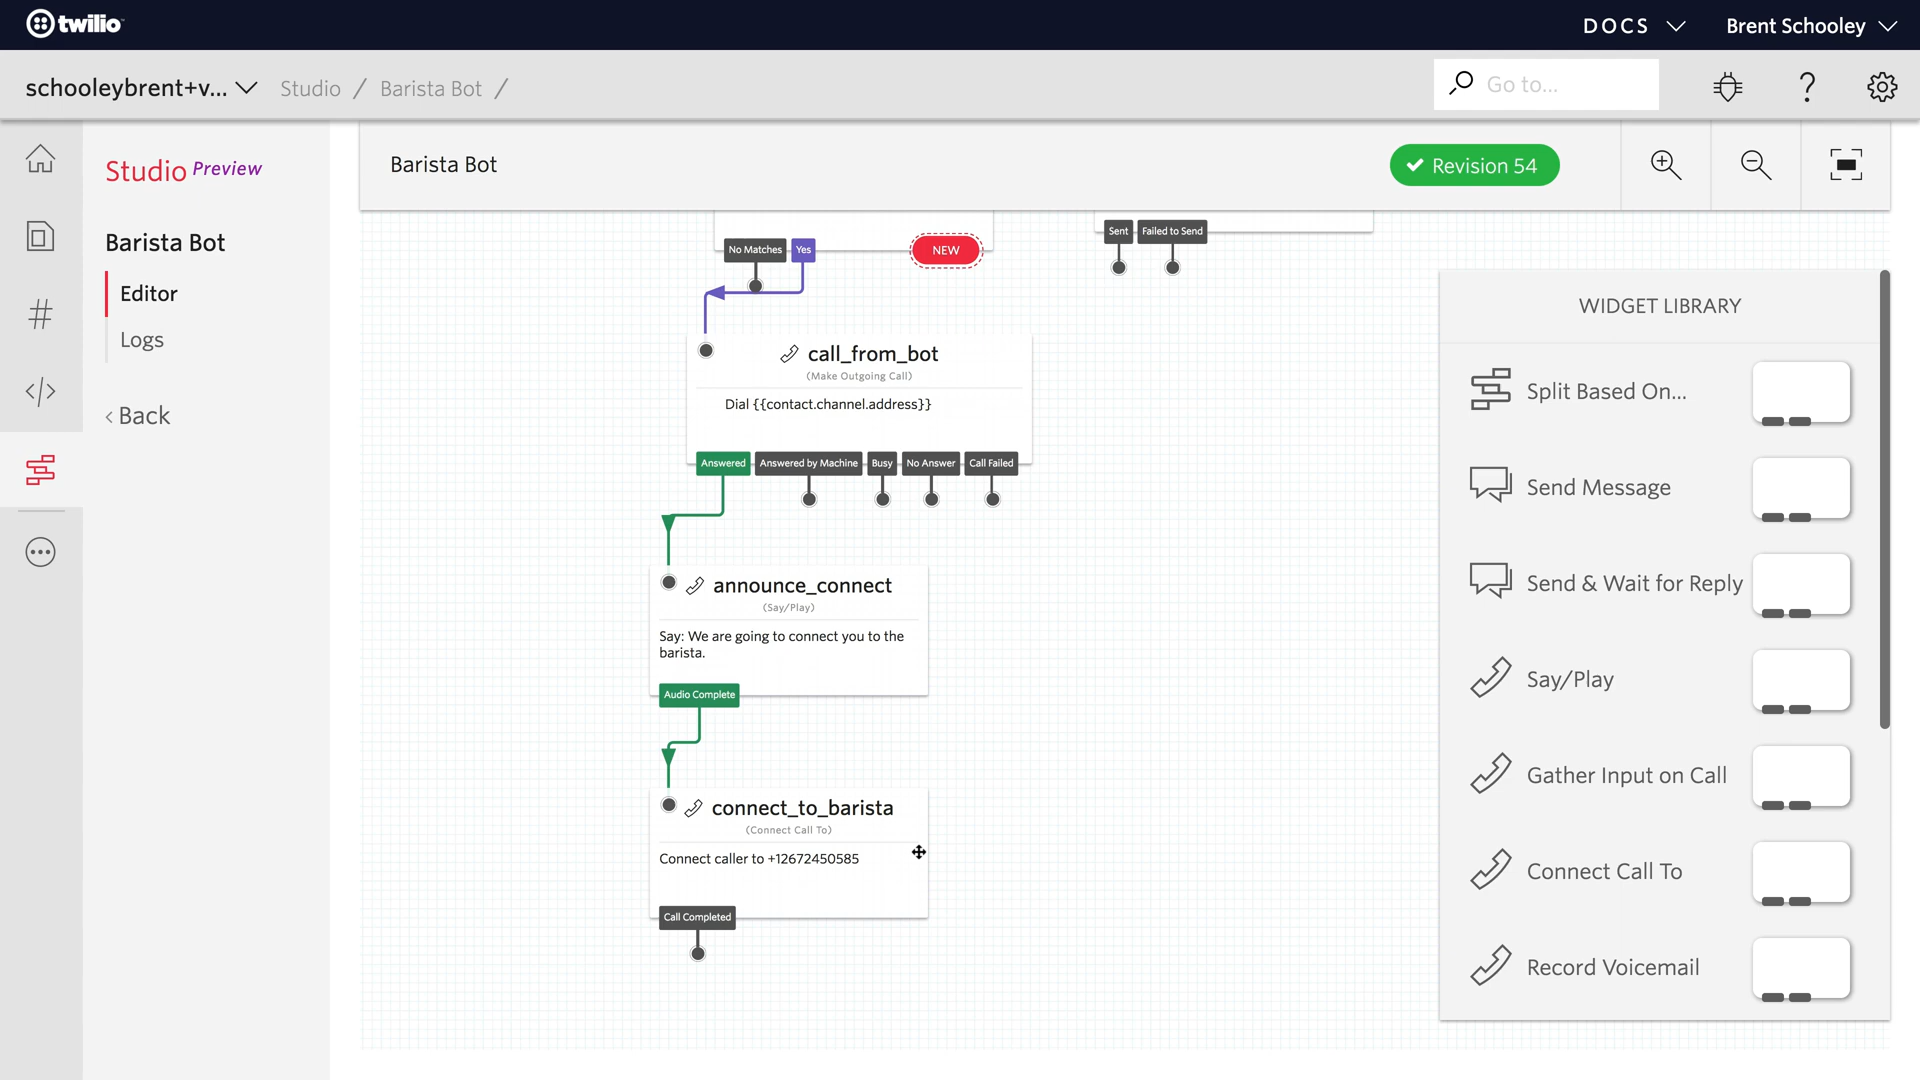 twilio
DOCS
Brent Schooley
schooleybrent+v...
Studio / Barista Bot /
Go to...
Studio Preview
Barista Bot
Editor
Logs
‹ Back
Barista Bot
Revision 54
No Matches
Yes
NEW
Sent
Failed to Send
call_from_bot
(Make Outgoing Call)
Dial {{contact.channel.address}}
Answered
Answered by Machine
Busy
No Answer
Call Failed
announce_connect
(Say/Play)
Say: We are going to connect you to the
barista.
Audio Complete
connect_to_barista
(Connect Call To)
Connect caller to +12672450585
Call Completed
WIDGET LIBRARY
Split Based On...
Send Message
Send & Wait for Reply
Say/Play
Gather Input on Call
Connect Call To
Record Voicemail